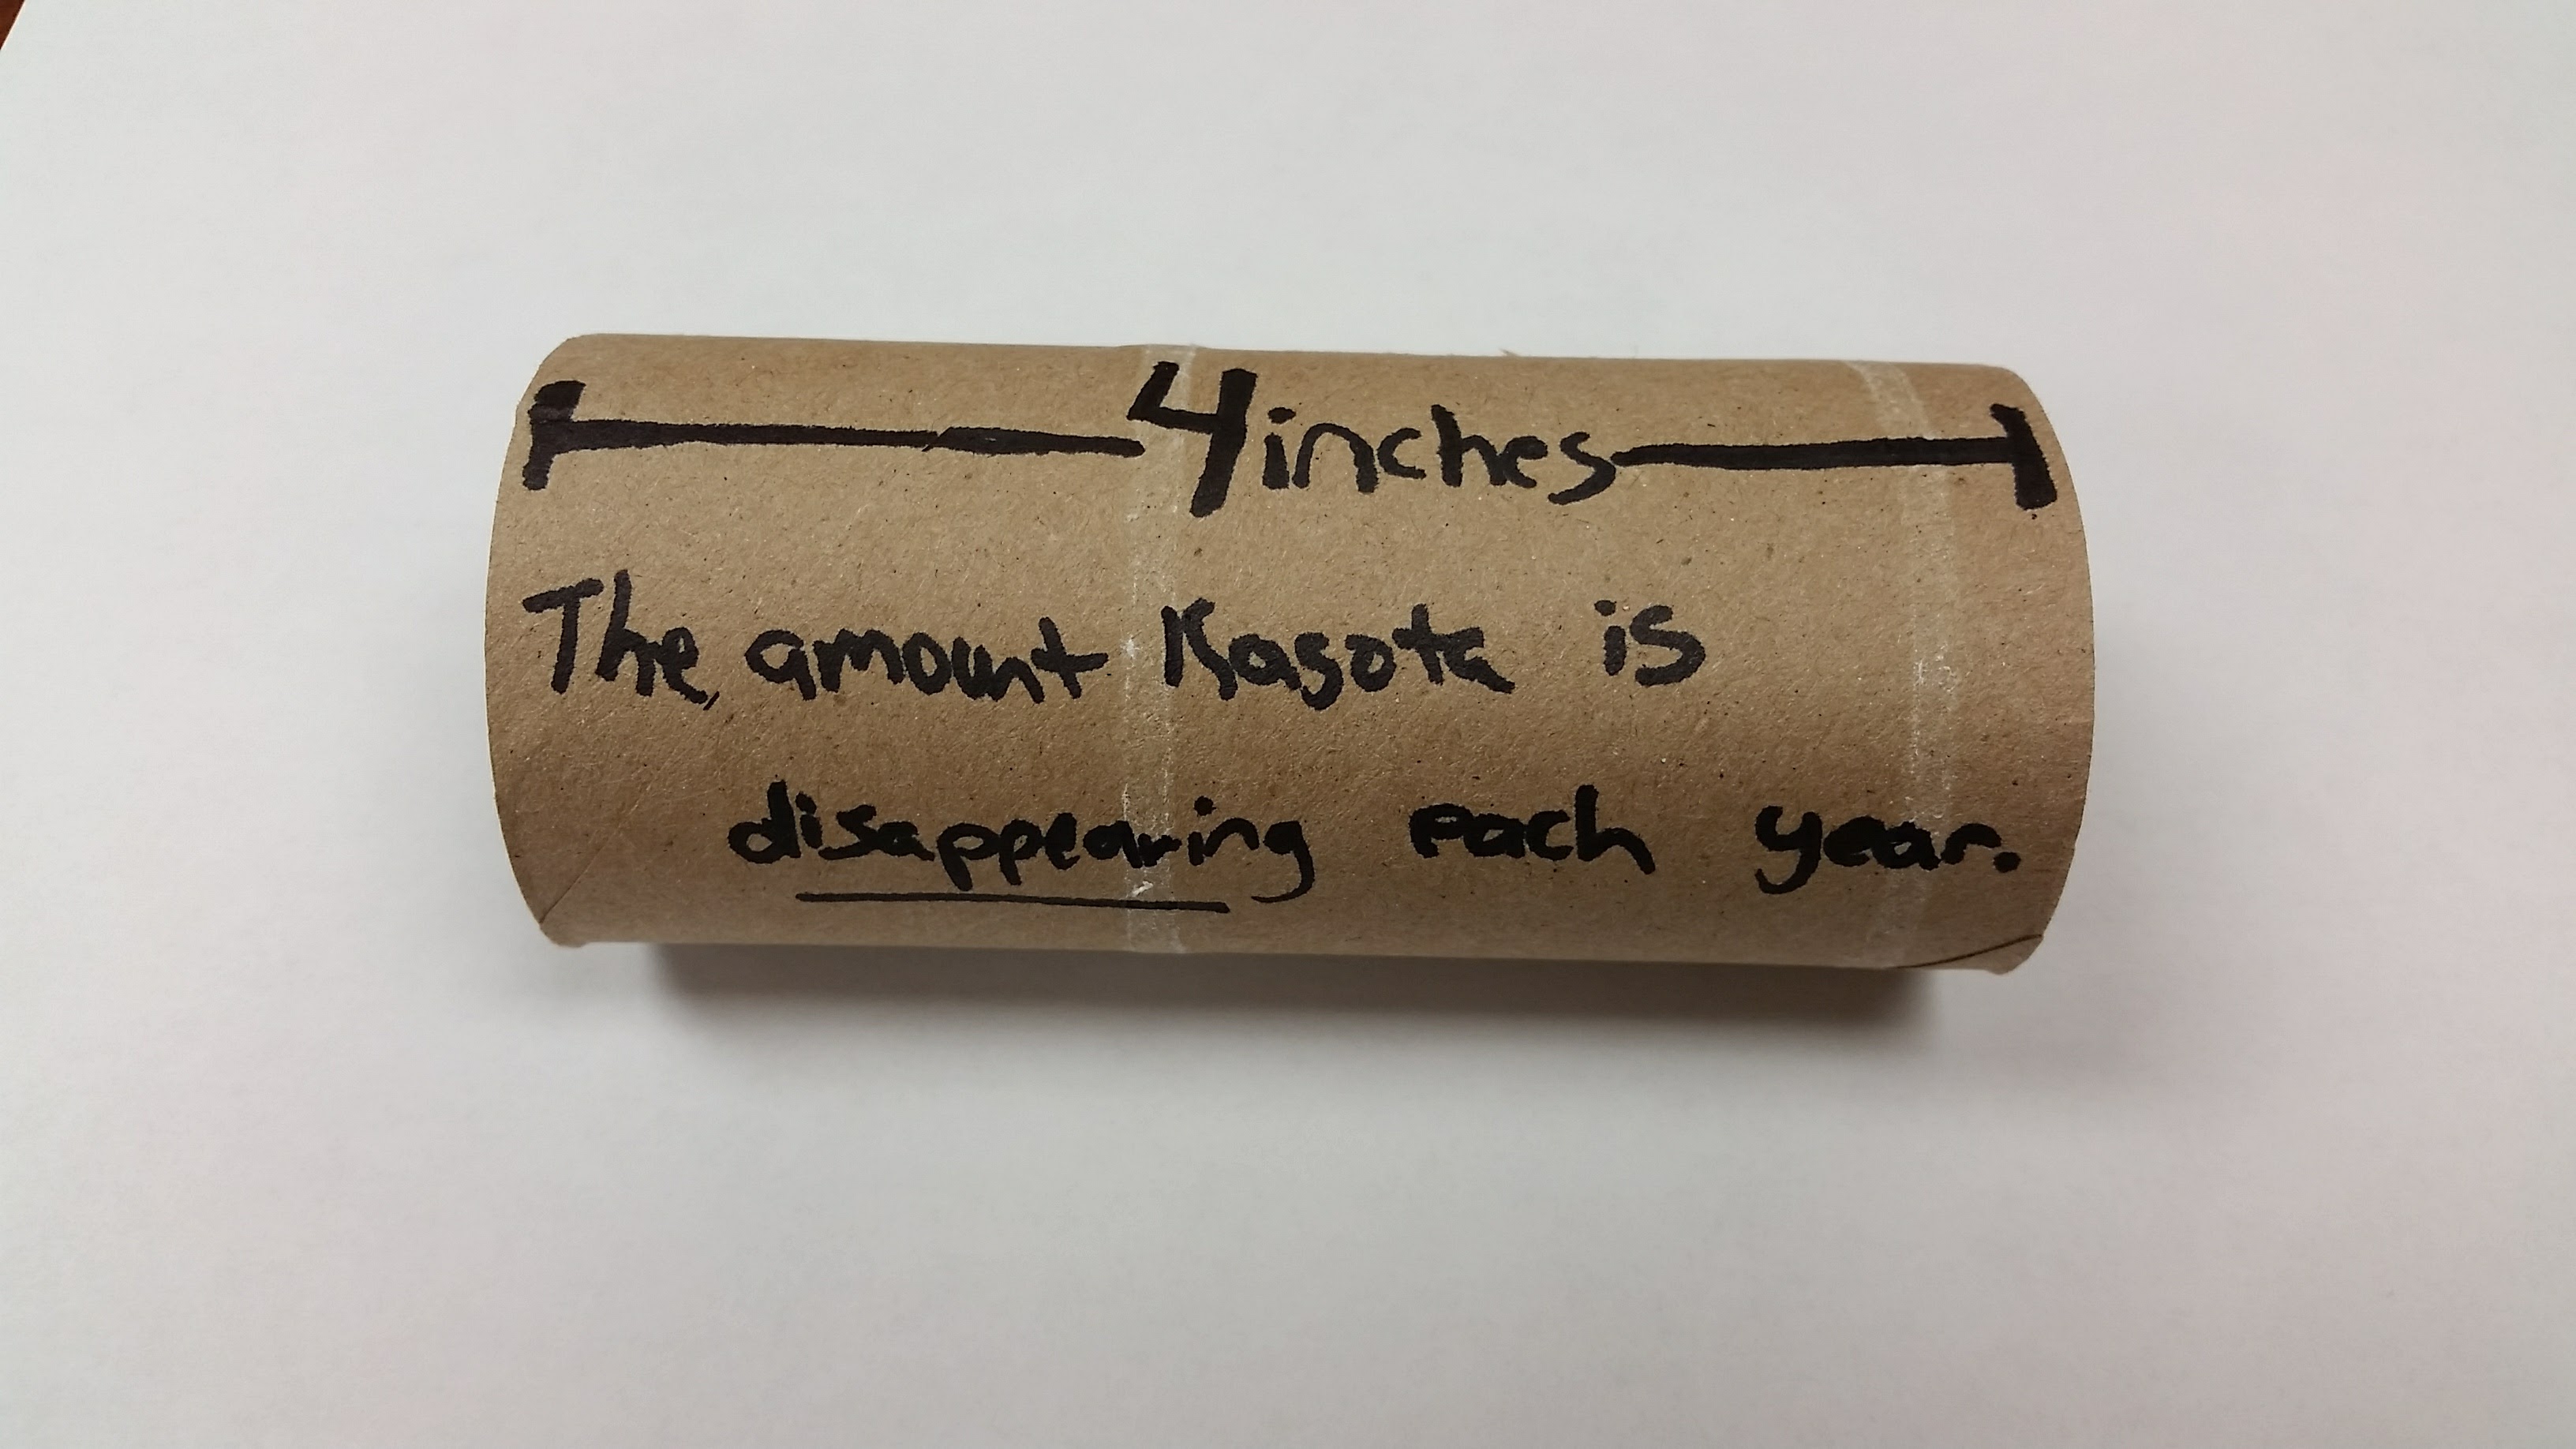 4 inches
The amount Kasota is
disappearing each year.